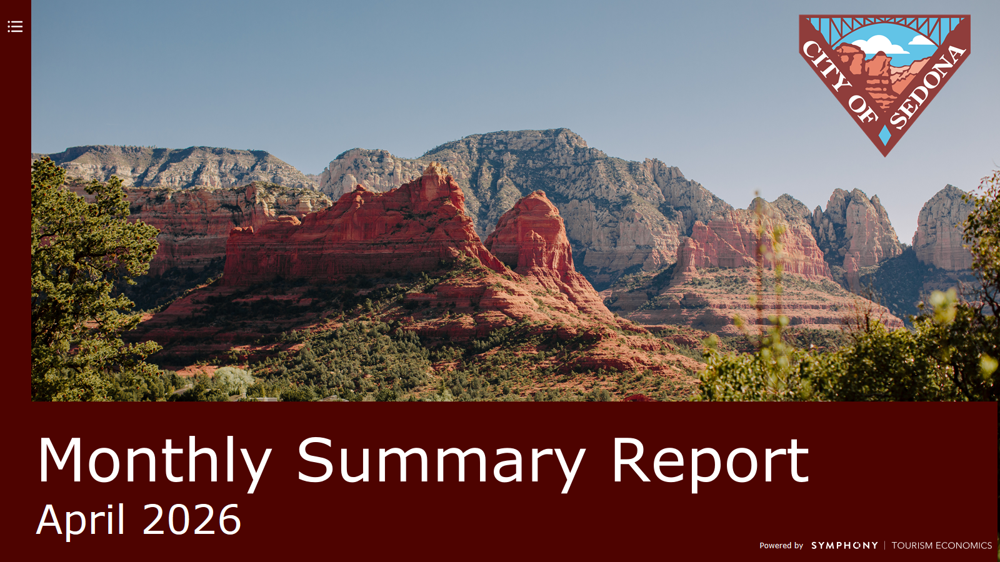 CITY OF SEDONA
Monthly Summary Report
April 2026
Powered by SYMPHONY | TOURISM ECONOMICS